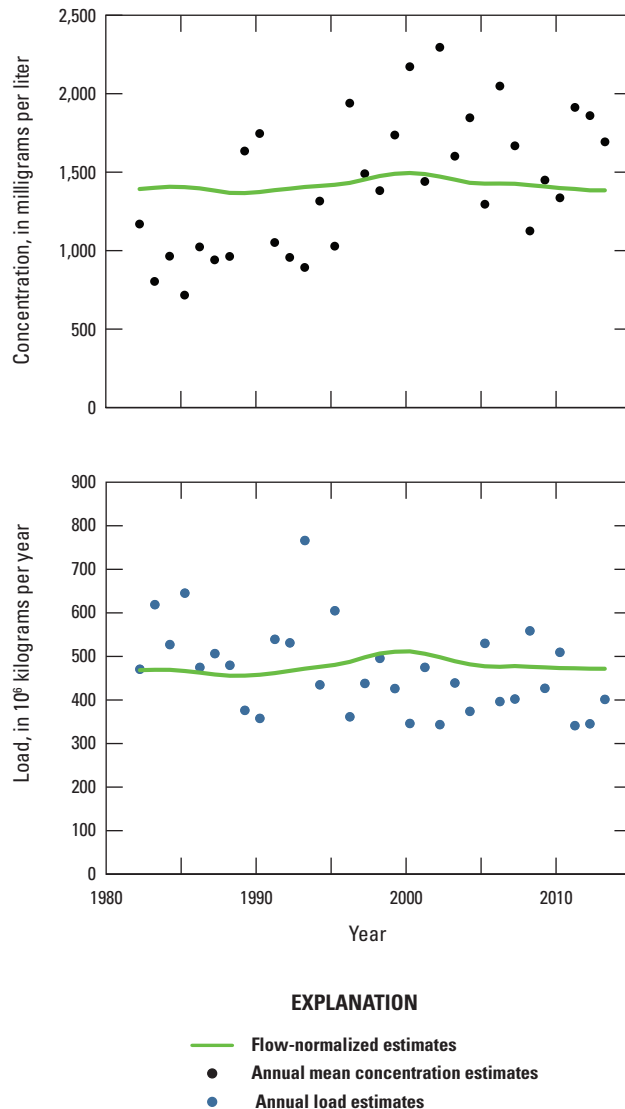 2,500
2,000
1,500
1,000
500
0
Concentration, in milligrams per liter
900
800
700
600
500
400
300
200
100
0
Load, in 10⁶ kilograms per year
1980
1990
2000
2010
Year
EXPLANATION
Flow-normalized estimates
Annual mean concentration estimates
Annual load estimates